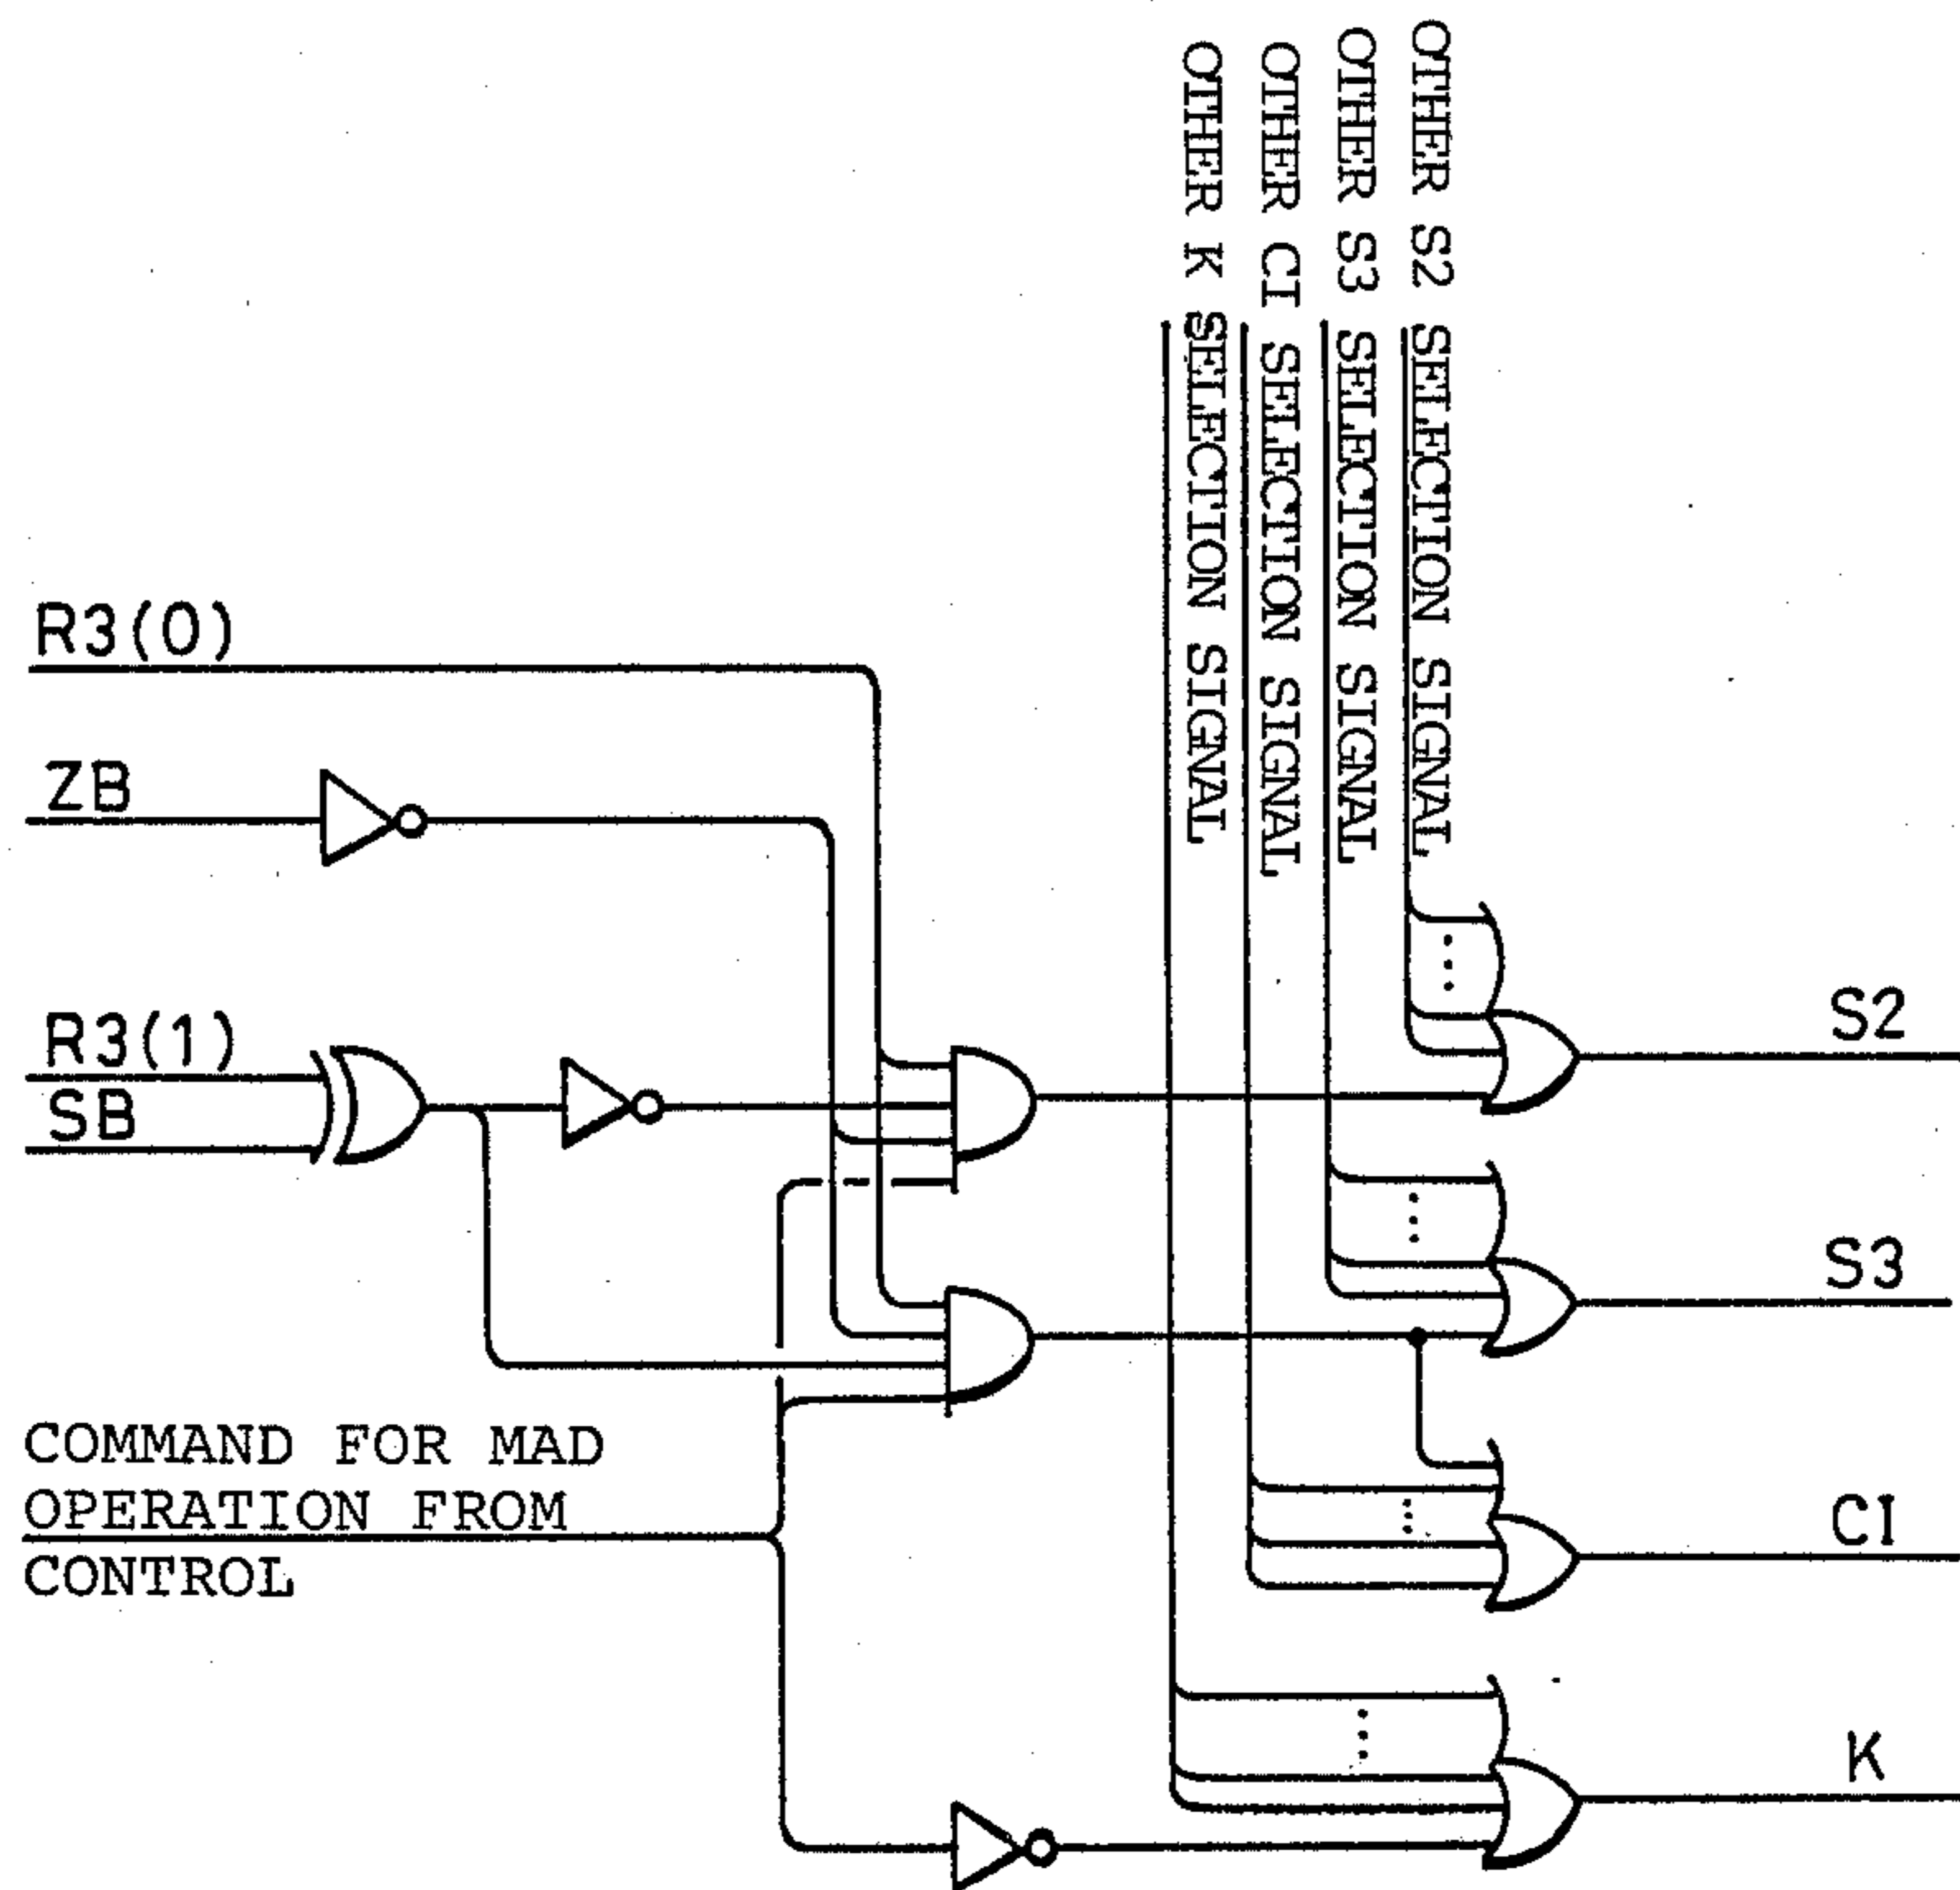 OTHER K SELECTION SIGNAL
OTHER CI SELECTION SIGNAL
OTHER S3 SELECTION SIGNAL
OTHER S2 SELECTION SIGNAL
R3(0)
ZB
R3(1)
SB
COMMAND FOR MAD
OPERATION FROM
CONTROL
S2
S3
CI
K